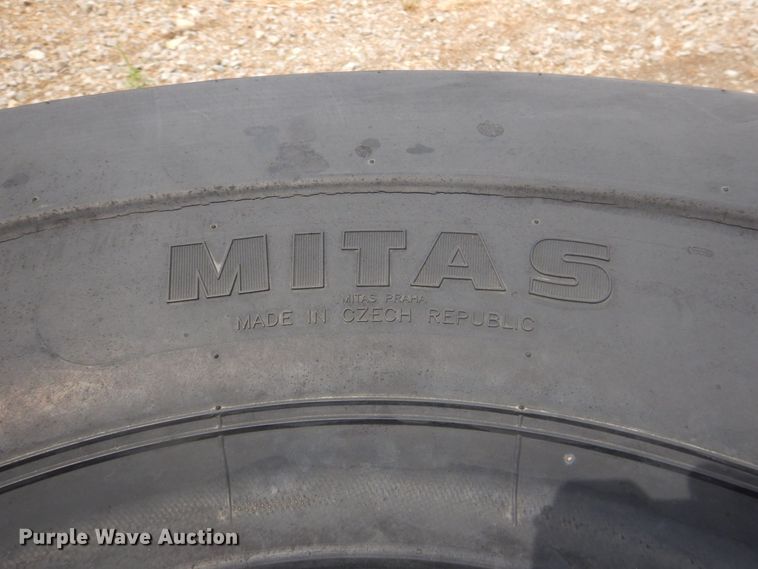 MITAS
MITAS PRAHA
MADE IN CZECH REPUBLIC
Purple Wave Auction